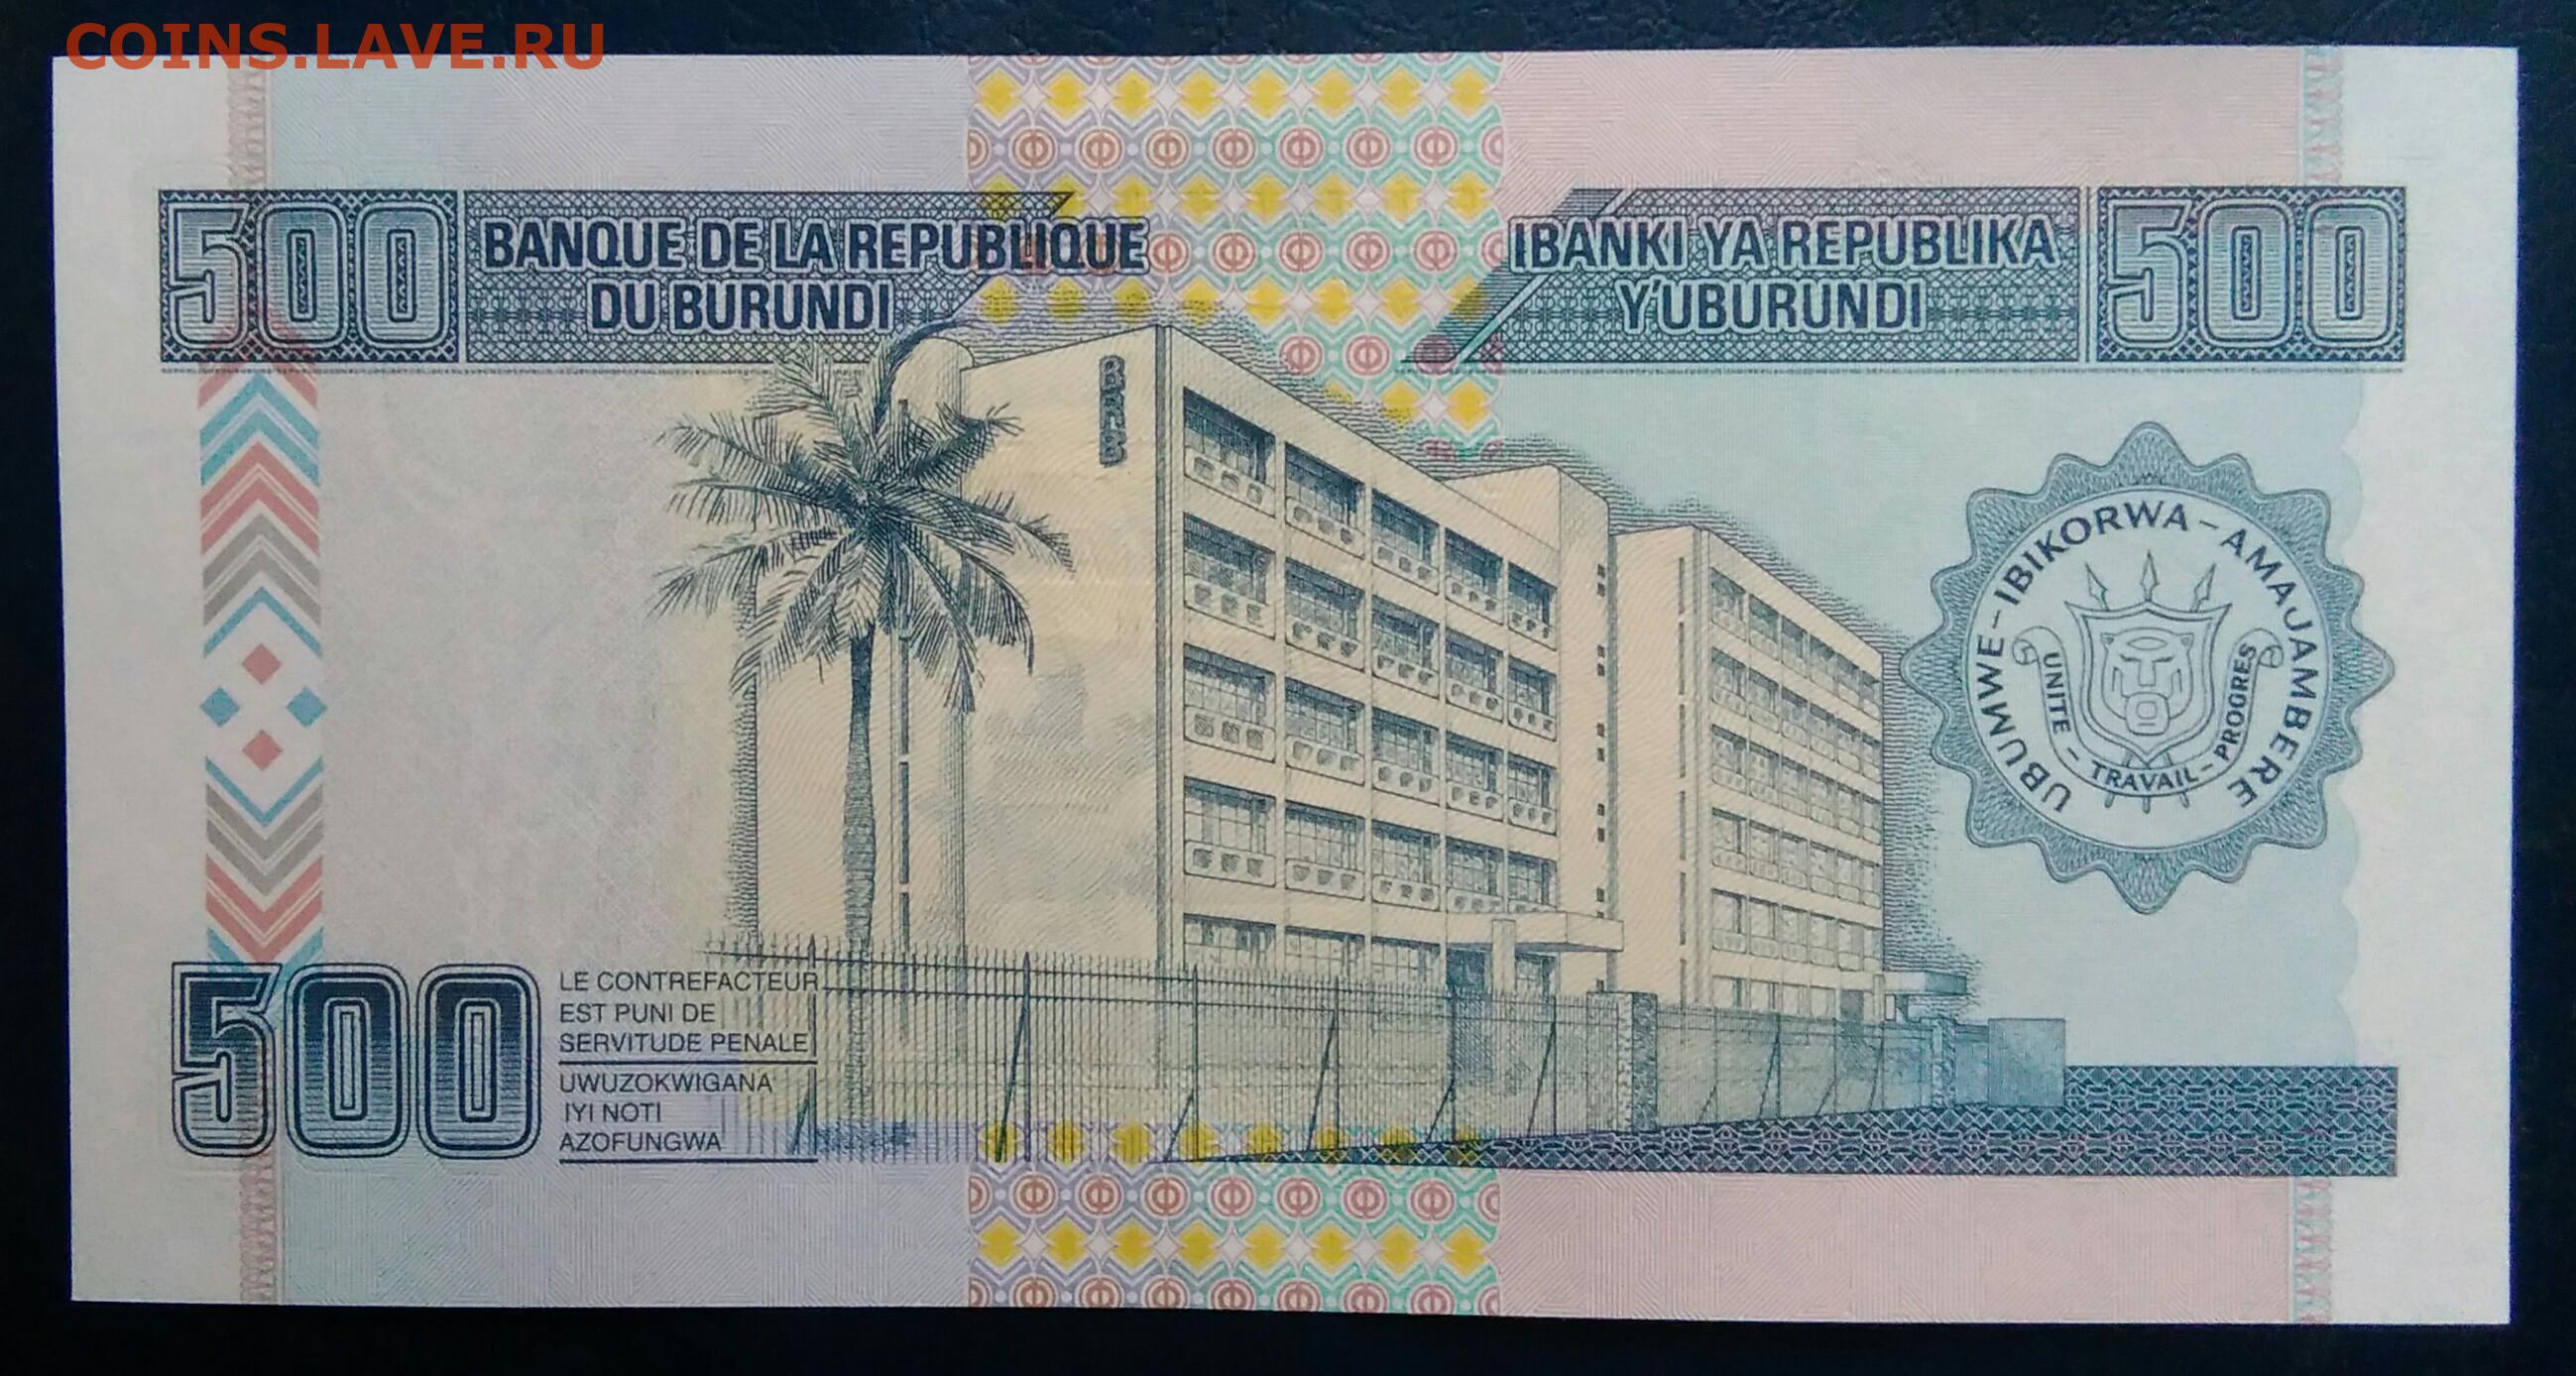 COINS.LAVE.RU
500
BANQUE DE LA REPUBLIQUE
DU BURUNDI
IBANKI YA REPUBLIKA
Y'UBURUNDI
500
BRB
UBUMWE – IBIKORWA – AMAJAMBERE
UNITE – TRAVAIL – PROGRES
500
LE CONTREFACTEUR
EST PUNI DE
SERVITUDE PENALE
UWUZOKWIGANA
IYI NOTI
AZOFUNGWA